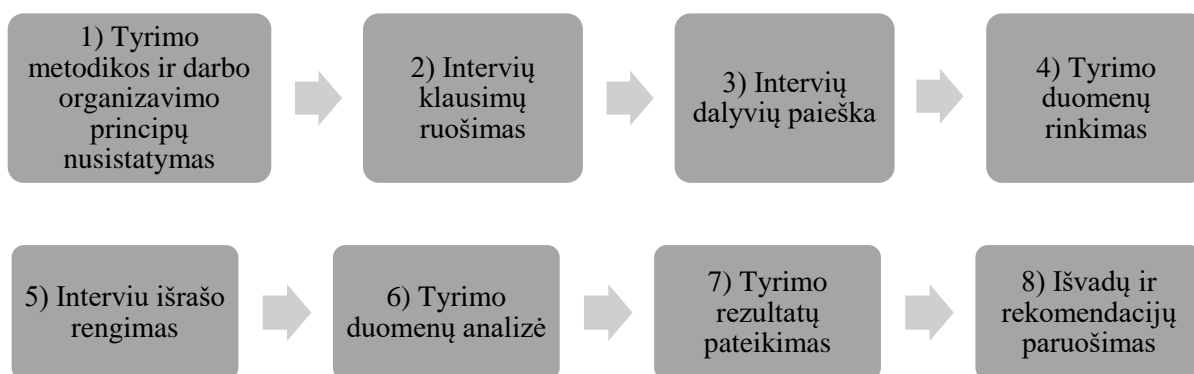 1) Tyrimo
metodikos ir darbo
organizavimo
principų
nusistatymas
2) Intervių
klausimų
ruošimas
3) Intervių
dalyvių paieška
4) Tyrimo
duomenų
rinkimas
5) Interviu išrašo
rengimas
6) Tyrimo
duomenų analizė
7) Tyrimo
rezultatų
pateikimas
8) Išvadų ir
rekomendacijų
paruošimas